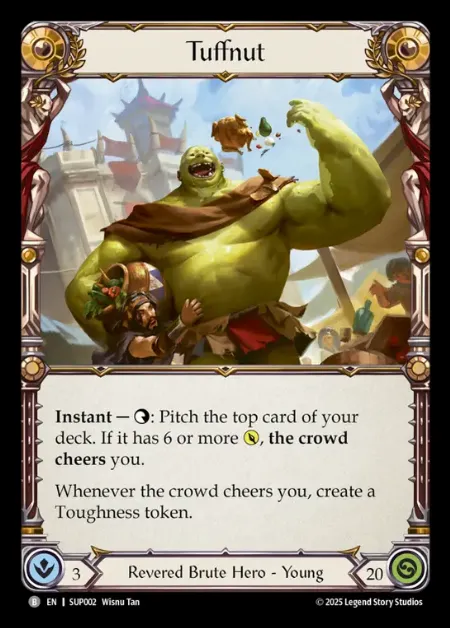 Tuffnut
Instant — : Pitch the top card of your
deck. If it has 6 or more , the crowd
cheers you.
Whenever the crowd cheers you, create a
Toughness token.
3
Revered Brute Hero - Young
20
B EN | SUP002 Wisnu Tan
© 2025 Legend Story Studios